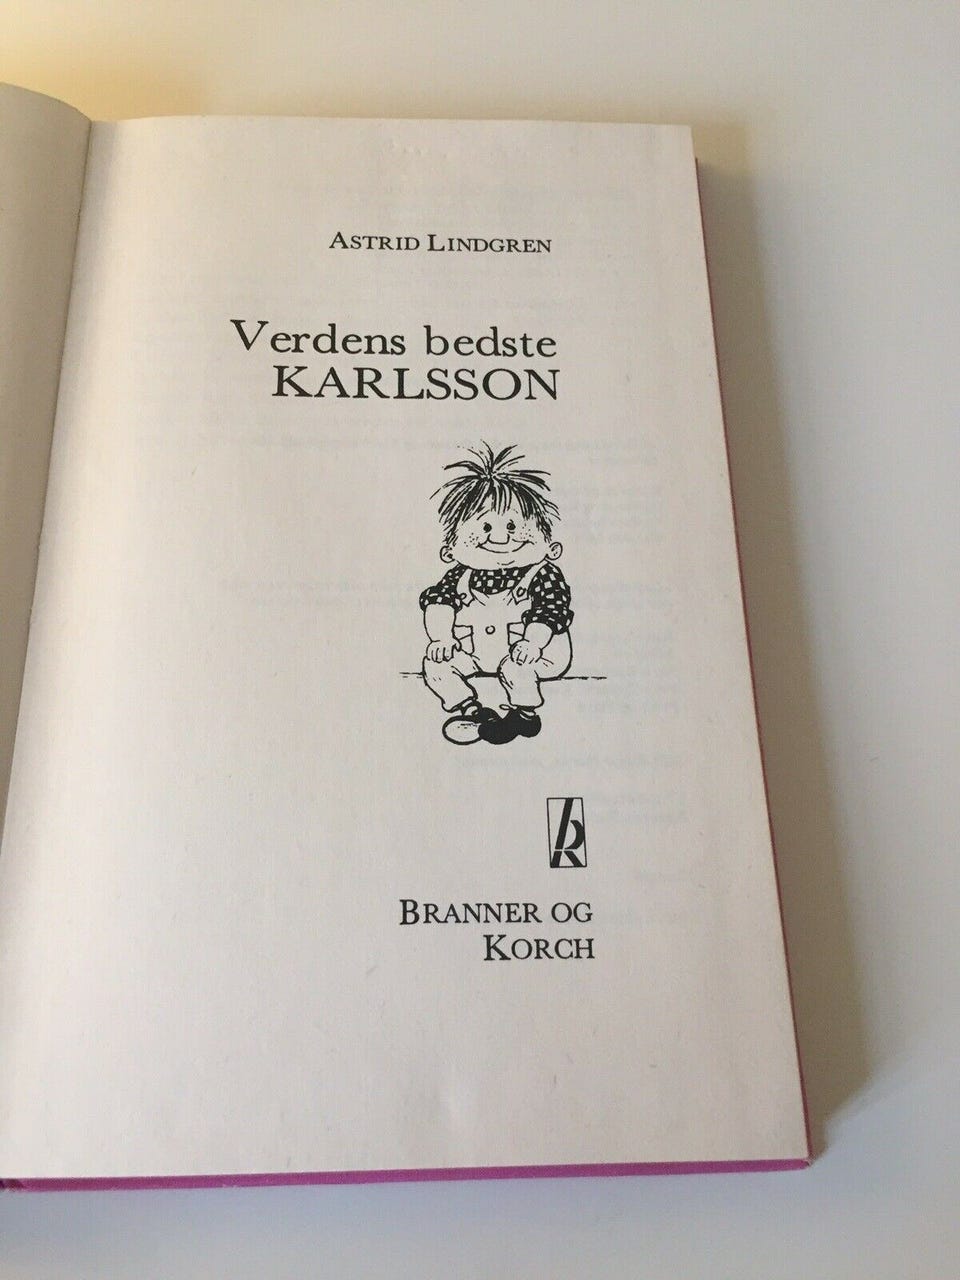 ASTRID LINDGREN
Verdens bedste
KARLSSON
BRANNER OG
KORCH